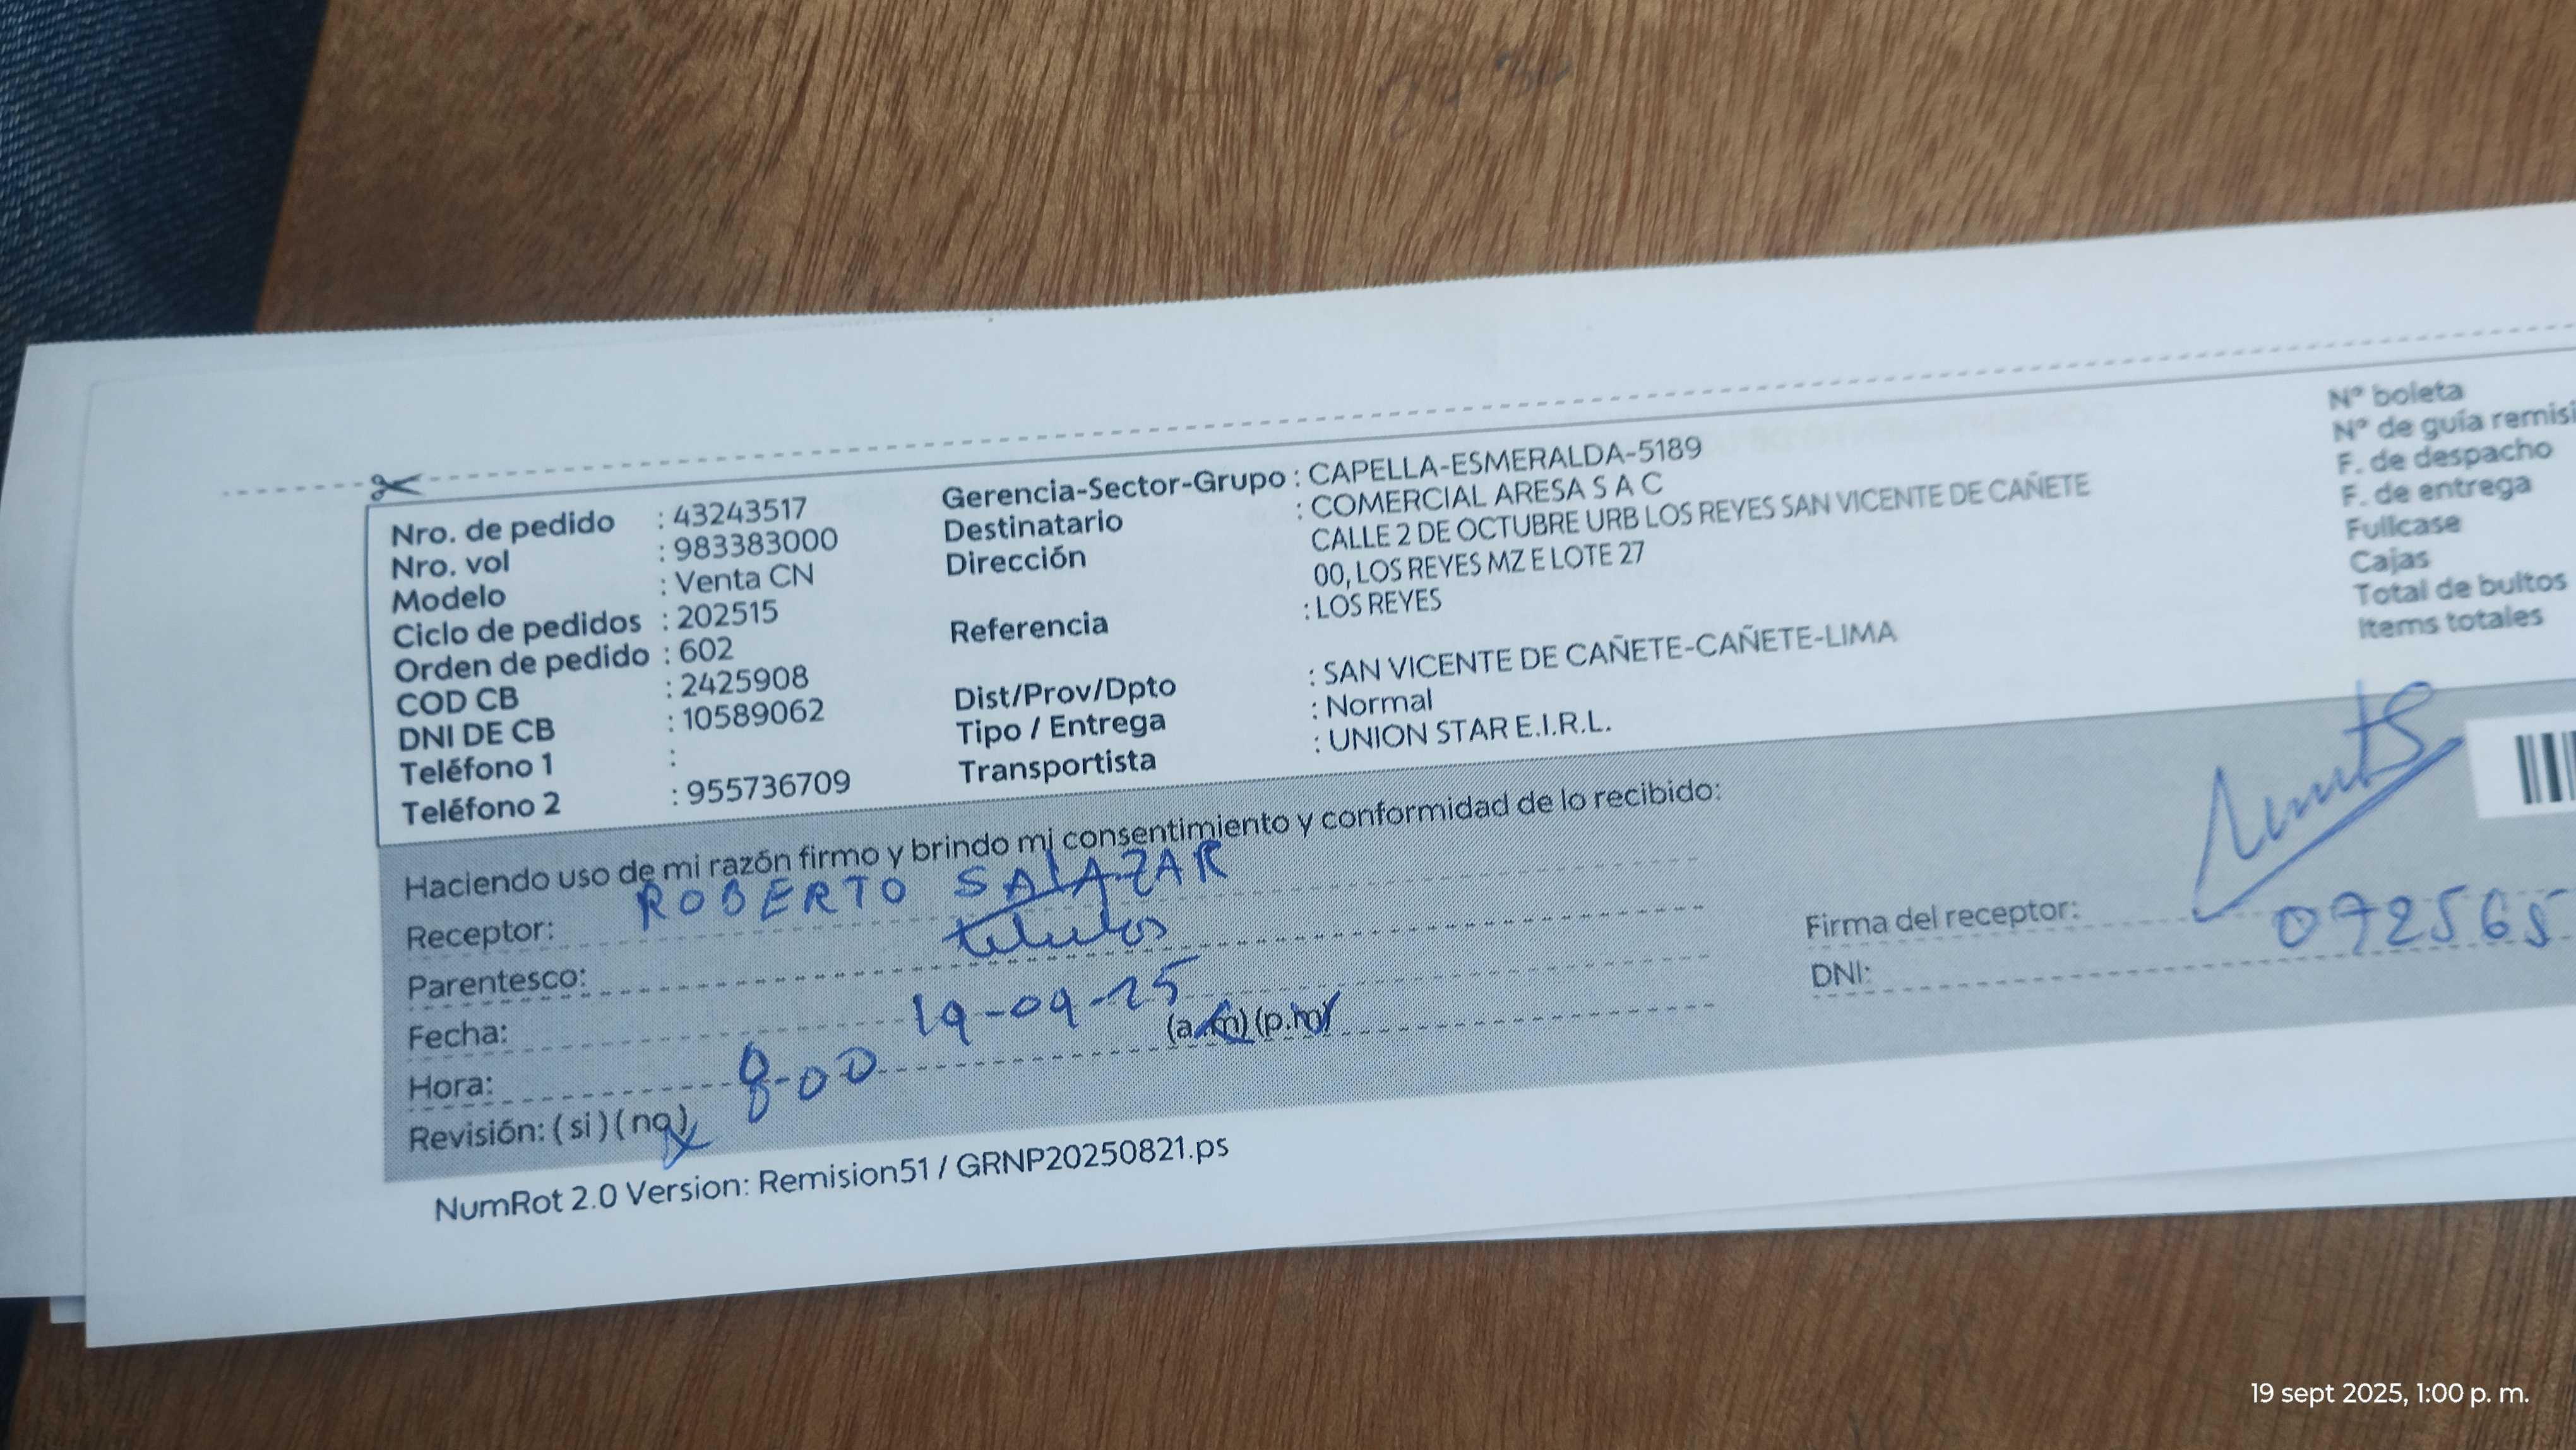 Nro. de pedido : 43243517
Nro. vol : 983383000
Modelo : Venta CN
Ciclo de pedidos : 202515
Orden de pedido : 602
COD CB : 2425908
DNI DE CB : 10589062
Teléfono 1 :
Teléfono 2 : 955736709
Gerencia-Sector-Grupo : CAPELLA-ESMERALDA-5189
Destinatario : COMERCIAL ARESA S A C
Dirección CALLE 2 DE OCTUBRE URB LOS REYES SAN VICENTE DE CAÑETE
00, LOS REYES MZ E LOTE 27
Referencia : LOS REYES
Dist/Prov/Dpto : SAN VICENTE DE CAÑETE-CAÑETE-LIMA
Tipo / Entrega : Normal
Transportista : UNION STAR E.I.R.L.
Nº boleta
Nº de guía remisi
F. de despacho
F. de entrega
Fullcase
Cajas
Total de bultos
Items totales
Haciendo uso de mi razón firmo y brindo mi consentimiento y conformidad de lo recibido:
Receptor: ROBERTO SALAZAR
Parentesco:
Fecha: 19-09-25
Hora: 8-00 (a.m) (p.m)
Revisión: ( si ) ( no )
Firma del receptor:
DNI: 072565
NumRot 2.0 Version: Remision51 / GRNP20250821.ps
19 sept 2025, 1:00 p. m.